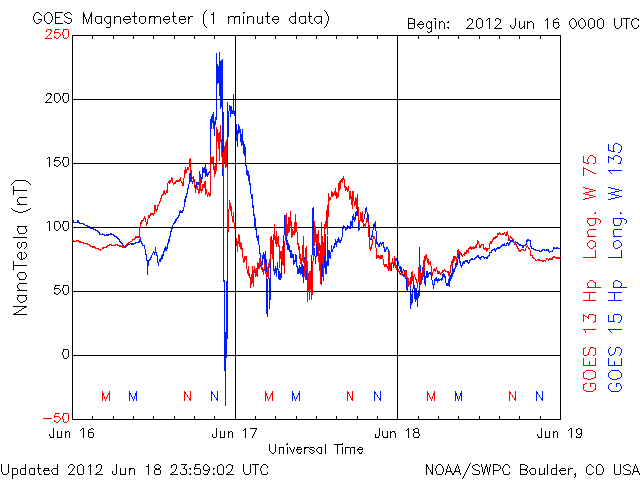 GOES Magnetometer (1 minute data)
Begin: 2012 Jun 16 0000 UTC
250
200
150
100
50
0
-50
NanoTesla (nT)
M M N N M M N N M M N N
Jun 16 Jun 17 Jun 18 Jun 19
Universal Time
GOES 13 Hp Long. W 75
GOES 15 Hp Long. W 135
Updated 2012 Jun 18 23:59:02 UTC
NOAA/SWPC Boulder, CO USA